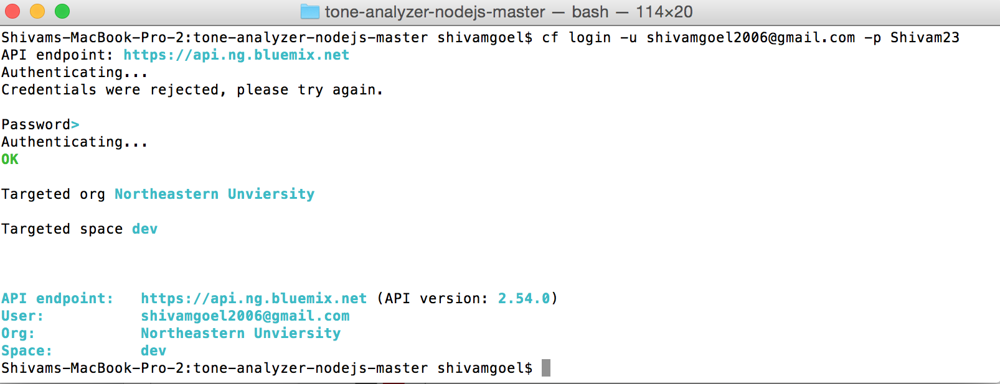 tone-analyzer-nodejs-master — bash — 114×20
Shivams-MacBook-Pro-2:tone-analyzer-nodejs-master shivamgoel$ cf login -u shivamgoel2006@gmail.com -p Shivam23
API endpoint: https://api.ng.bluemix.net
Authenticating...
Credentials were rejected, please try again.
Password>
Authenticating...
OK
Targeted org Northeastern Unviersity
Targeted space dev
API endpoint: https://api.ng.bluemix.net (API version: 2.54.0)
User: shivamgoel2006@gmail.com
Org: Northeastern Unviersity
Space: dev
Shivams-MacBook-Pro-2:tone-analyzer-nodejs-master shivamgoel$